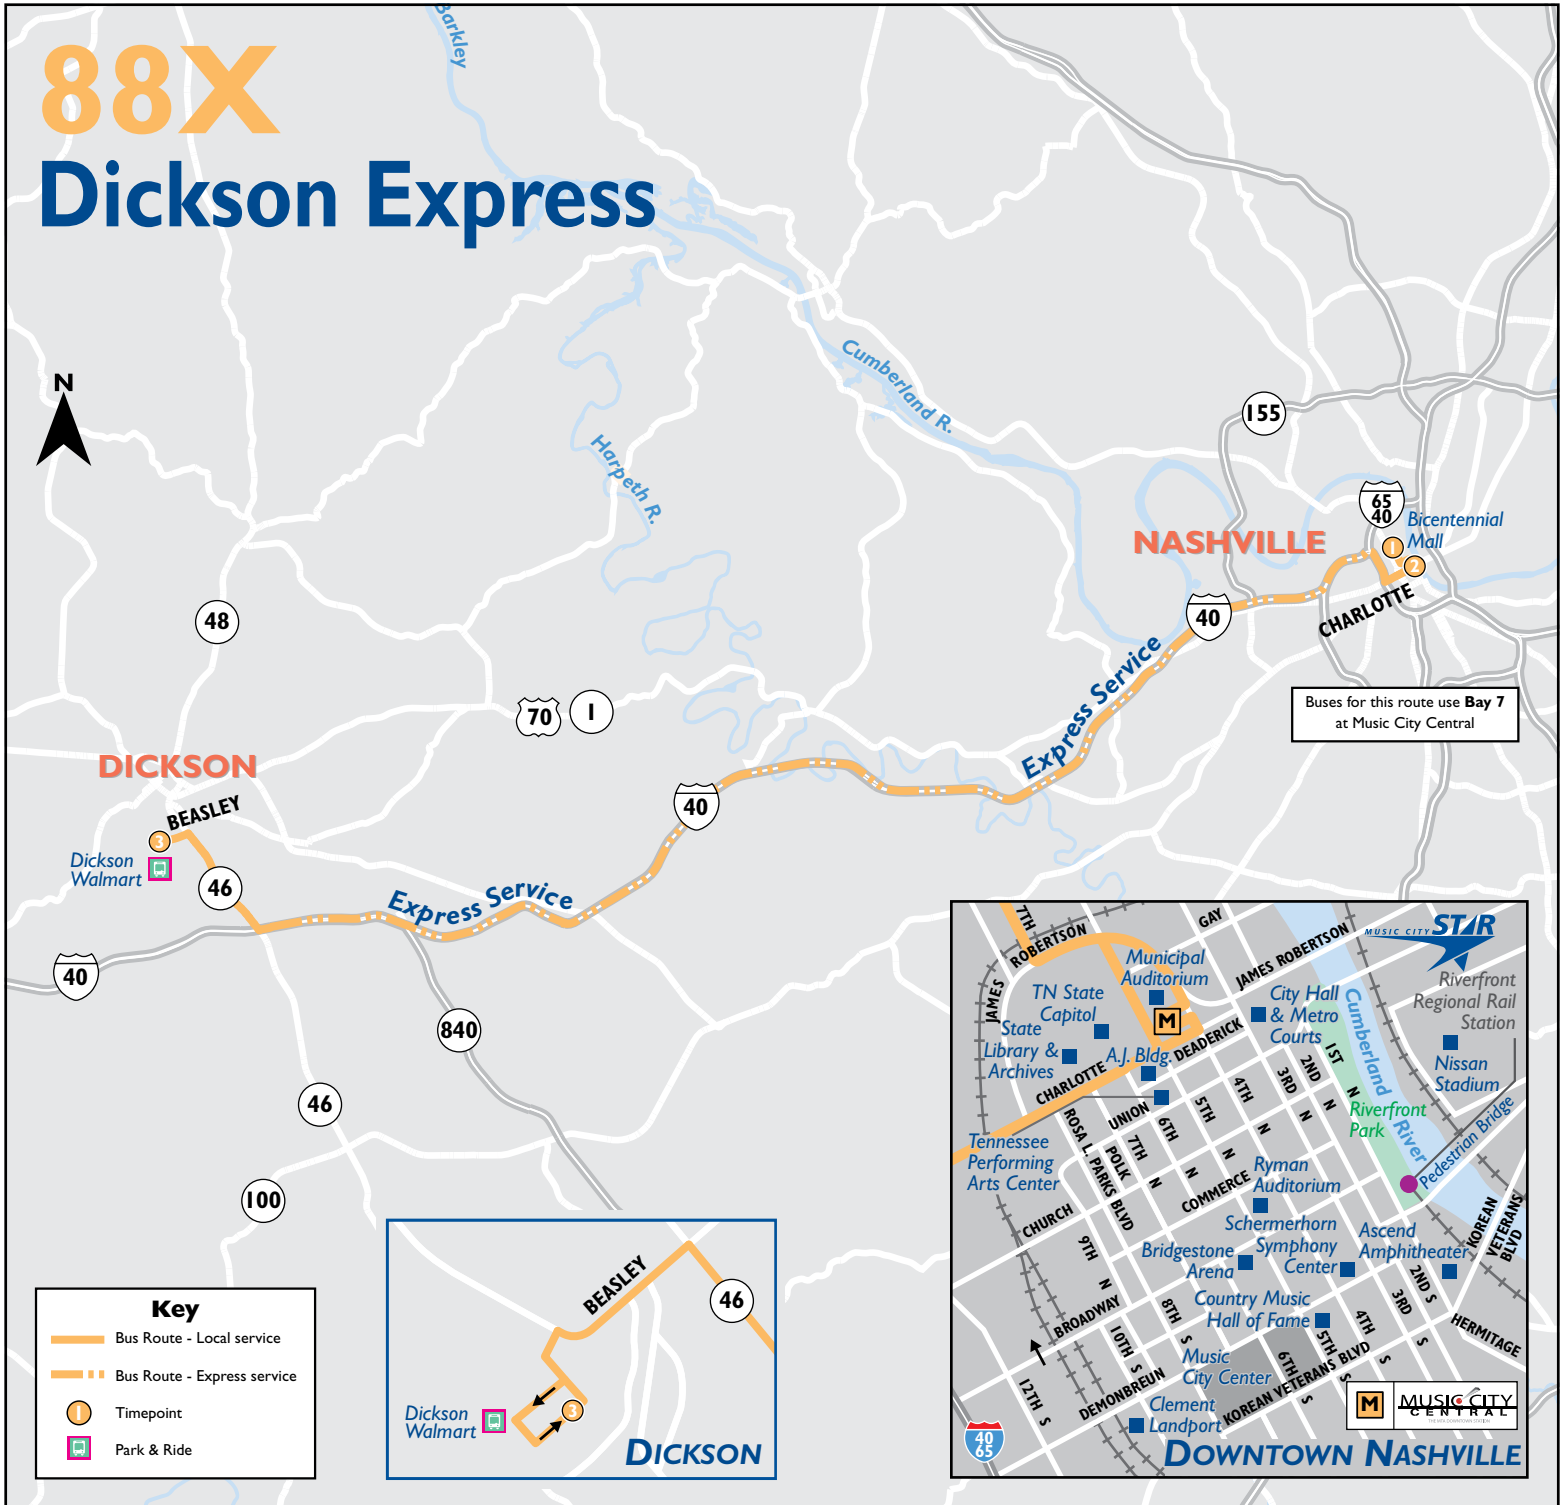 88X
Dickson Express
Barkley
N
Cumberland R.
Harpeth R.
155
65
40
Bicentennial
Mall
NASHVILLE
1
2
CHARLOTTE
40
48
Express Service
Buses for this route use Bay 7
at Music City Central
70
1
DICKSON
BEASLEY
3
Dickson
Walmart
46
40
Express Service
40
840
46
100
Key
Bus Route - Local service
Bus Route - Express service
1
Timepoint
Park & Ride
BEASLEY
46
Dickson
Walmart
3
DICKSON
7TH
JAMES
ROBERTSON
GAY
JAMES ROBERTSON
MUSIC CITY STAR
Riverfront
Regional Rail
Station
Municipal
Auditorium
TN State
Capitol
State
Library &
Archives
M
A.J. Bldg.
DEADERICK
City Hall
& Metro
Courts
Cumberland
River
Nissan
Stadium
CHARLOTTE
1ST N
2ND N
3RD N
4TH N
5TH N
6TH N
7TH N
UNION
POLK
ROSA L. PARKS BLVD
Riverfront
Park
Pedestrian Bridge
Tennessee
Performing
Arts Center
CHURCH
COMMERCE
Ryman
Auditorium
Schermerhorn
Symphony
Center
Bridgestone
Arena
Ascend
Amphitheater
KOREAN
VETERANS
BLVD
9TH N
BROADWAY
8TH S
10TH S
12TH S
Country Music
Hall of Fame
2ND S
3RD S
4TH S
5TH S
6TH S
HERMITAGE
Music
City Center
DEMONBREUN
KOREAN VETERANS BLVD
Clement
Landport
40
65
M
MUSIC CITY
CENTRAL
DOWNTOWN NASHVILLE